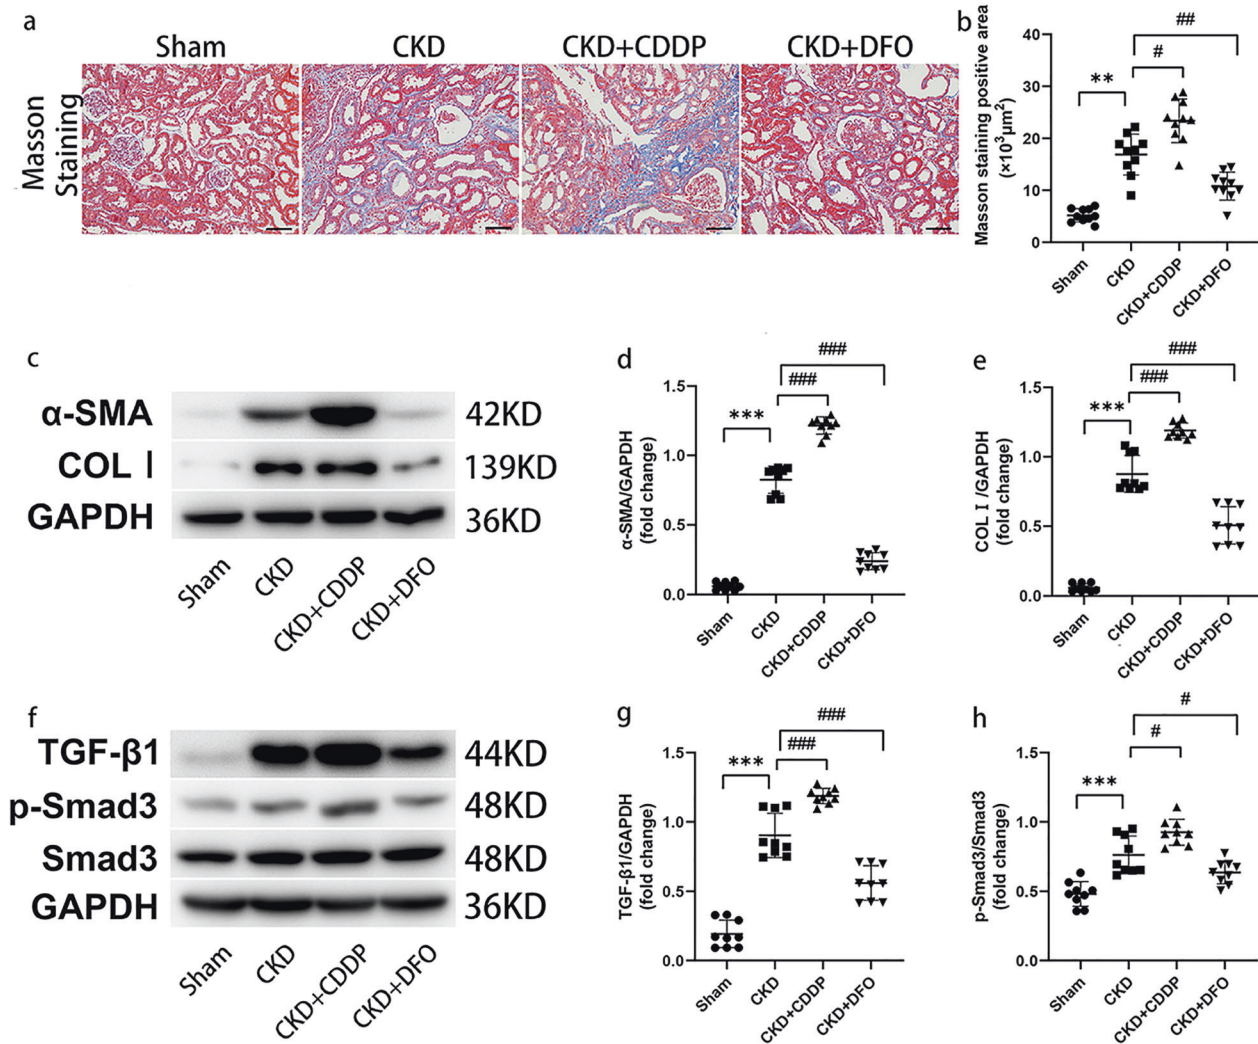 a
Sham
CKD
CKD+CDDP
CKD+DFO
Masson
Staining
b
Masson staining positive area
(×10³μm²)
40
30
20
10
0
**
#
##
Sham
CKD
CKD+CDDP
CKD+DFO
c
α-SMA
42KD
COL Ⅰ
139KD
GAPDH
36KD
Sham
CKD
CKD+CDDP
CKD+DFO
d
α-SMA/GAPDH
(fold change)
1.5
1.0
0.5
0.0
***
###
###
Sham
CKD
CKD+CDDP
CKD+DFO
e
COL Ⅰ /GAPDH
(fold change)
1.5
1.0
0.5
0.0
***
###
###
Sham
CKD
CKD+CDDP
CKD+DFO
f
TGF-β1
44KD
p-Smad3
48KD
Smad3
48KD
GAPDH
36KD
Sham
CKD
CKD+CDDP
CKD+DFO
g
TGF-β1/GAPDH
(fold change)
1.5
1.0
0.5
0.0
***
###
###
Sham
CKD
CKD+CDDP
CKD+DFO
h
p-Smad3/Smad3
(fold change)
1.5
1.0
0.5
0.0
***
#
#
Sham
CKD
CKD+CDDP
CKD+DFO